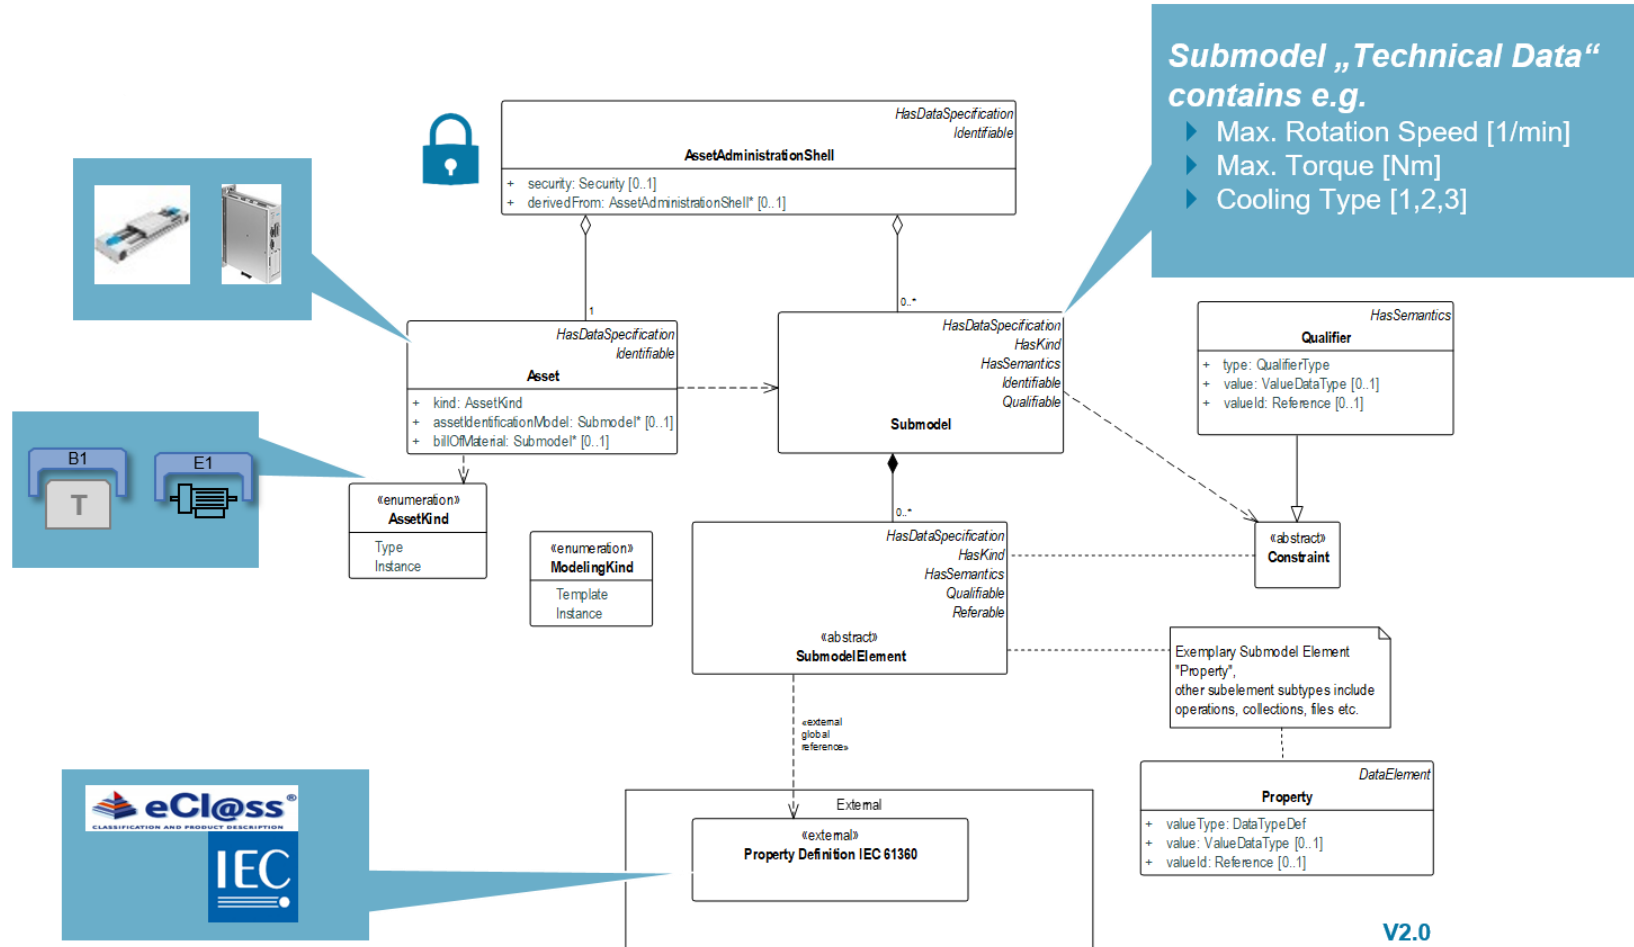 Submodel „Technical Data“
contains e.g.
Max. Rotation Speed [1/min]
Max. Torque [Nm]
Cooling Type [1,2,3]
HasDataSpecification
Identifiable
AssetAdministrationShell
+ security: Security [0..1]
+ derivedFrom: AssetAdministrationShell* [0..1]
1
0..*
HasDataSpecification
Identifiable
Asset
+ kind: AssetKind
+ assetIdentificationModel: Submodel* [0..1]
+ billOfMaterial: Submodel* [0..1]
HasDataSpecification
HasKind
HasSemantics
Identifiable
Qualifiable
Submodel
HasSemantics
Qualifier
+ type: QualifierType
+ value: ValueDataType [0..1]
+ valueId: Reference [0..1]
B1
E1
T
«enumeration»
AssetKind
Type
Instance
«enumeration»
ModelingKind
Template
Instance
0..*
HasDataSpecification
HasKind
HasSemantics
Qualifiable
Referable
«abstract»
SubmodelElement
«abstract»
Constraint
Exemplary Submodel Element
"Property",
other subelement subtypes include
operations, collections, files etc.
«external
global
reference»
DataElement
Property
+ valueType: DataTypeDef
+ value: ValueDataType [0..1]
+ valueId: Reference [0..1]
External
«external»
Property Definition IEC 61360
eCl@ss®
CLASSIFICATION AND PRODUCT DESCRIPTION
IEC
V2.0